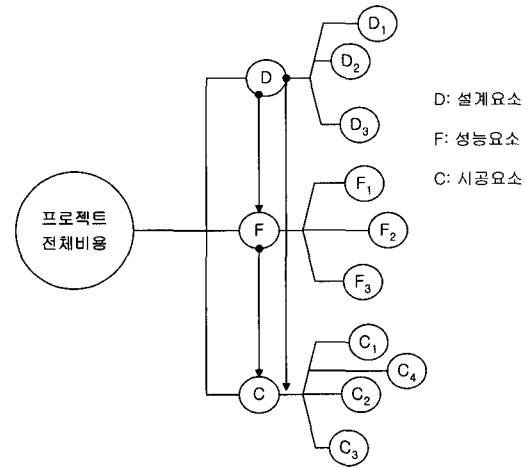 D₁
D₂
D
D₃
D: 설계요소
F: 성능요소
C: 시공요소
프로젝트
전체비용
F₁
F
F₂
F₃
C₁
C₄
C
C₂
C₃